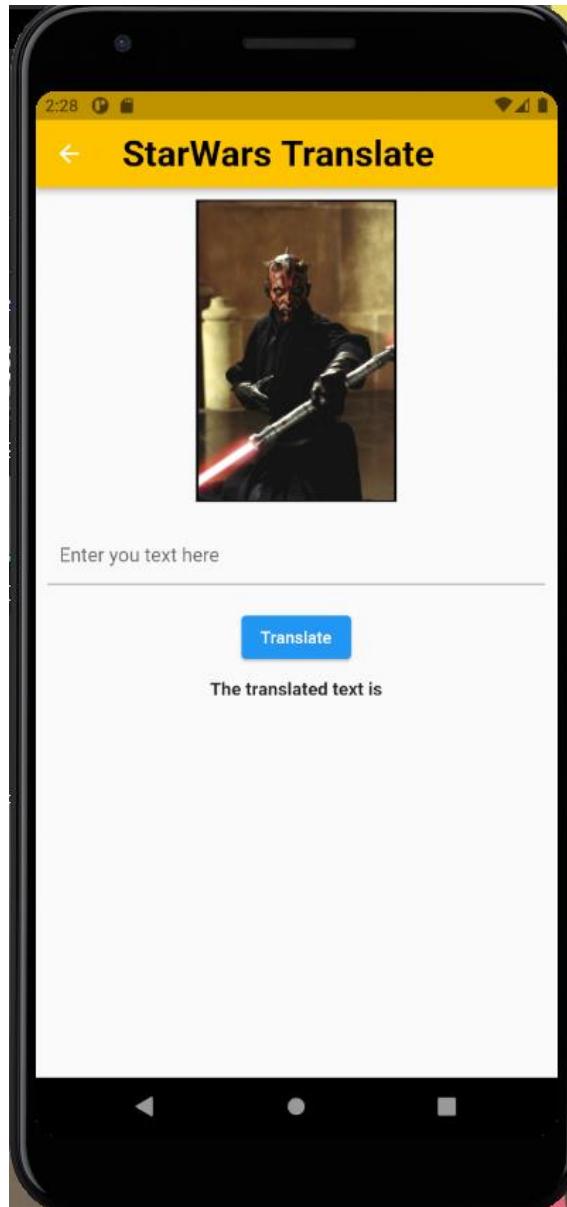 2:28
StarWars Translate
Enter you text here
Translate
The translated text is